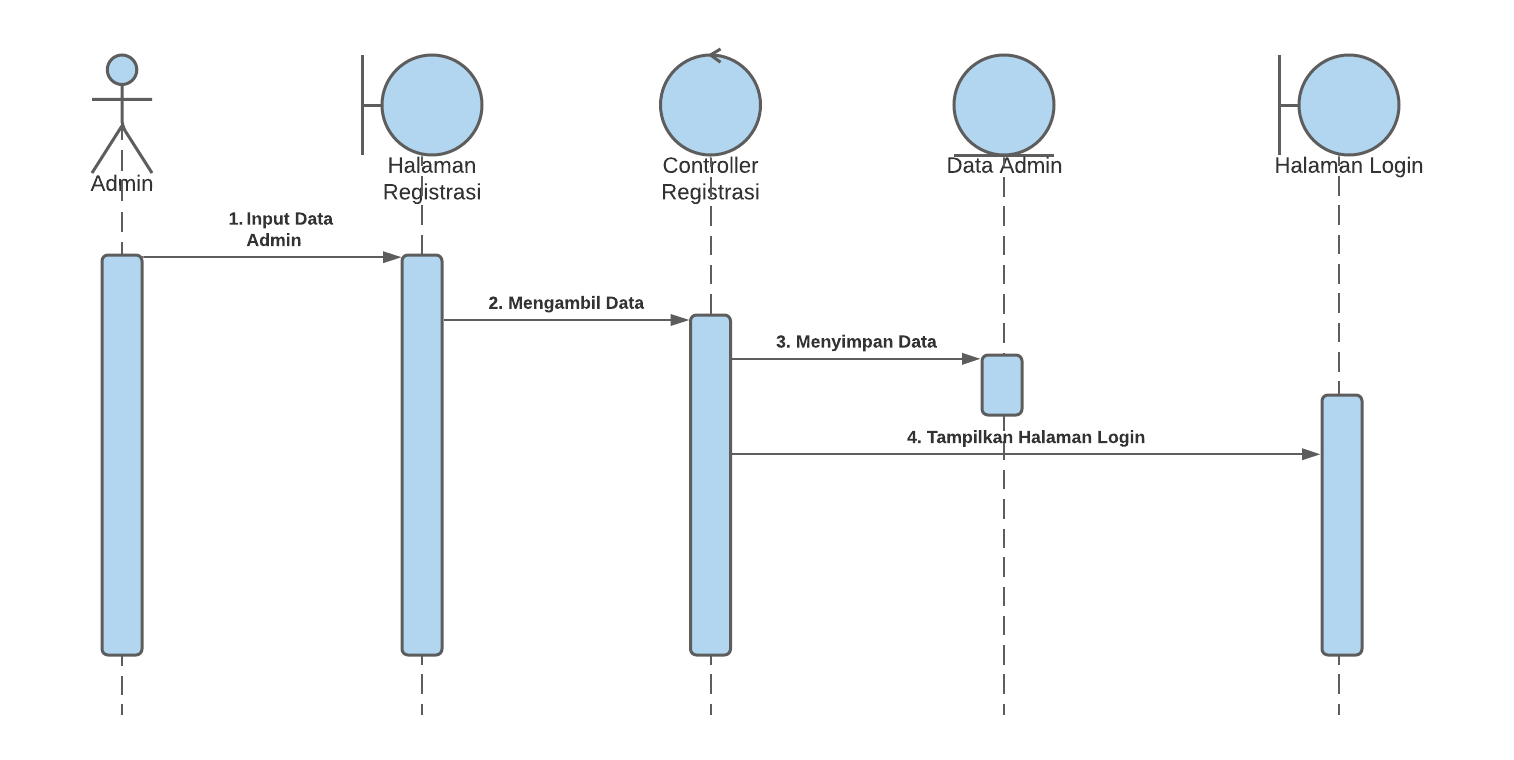 Admin
Halaman
Registrasi
Controller
Registrasi
Data Admin
Halaman Login
1. Input Data
Admin
2. Mengambil Data
3. Menyimpan Data
4. Tampilkan Halaman Login